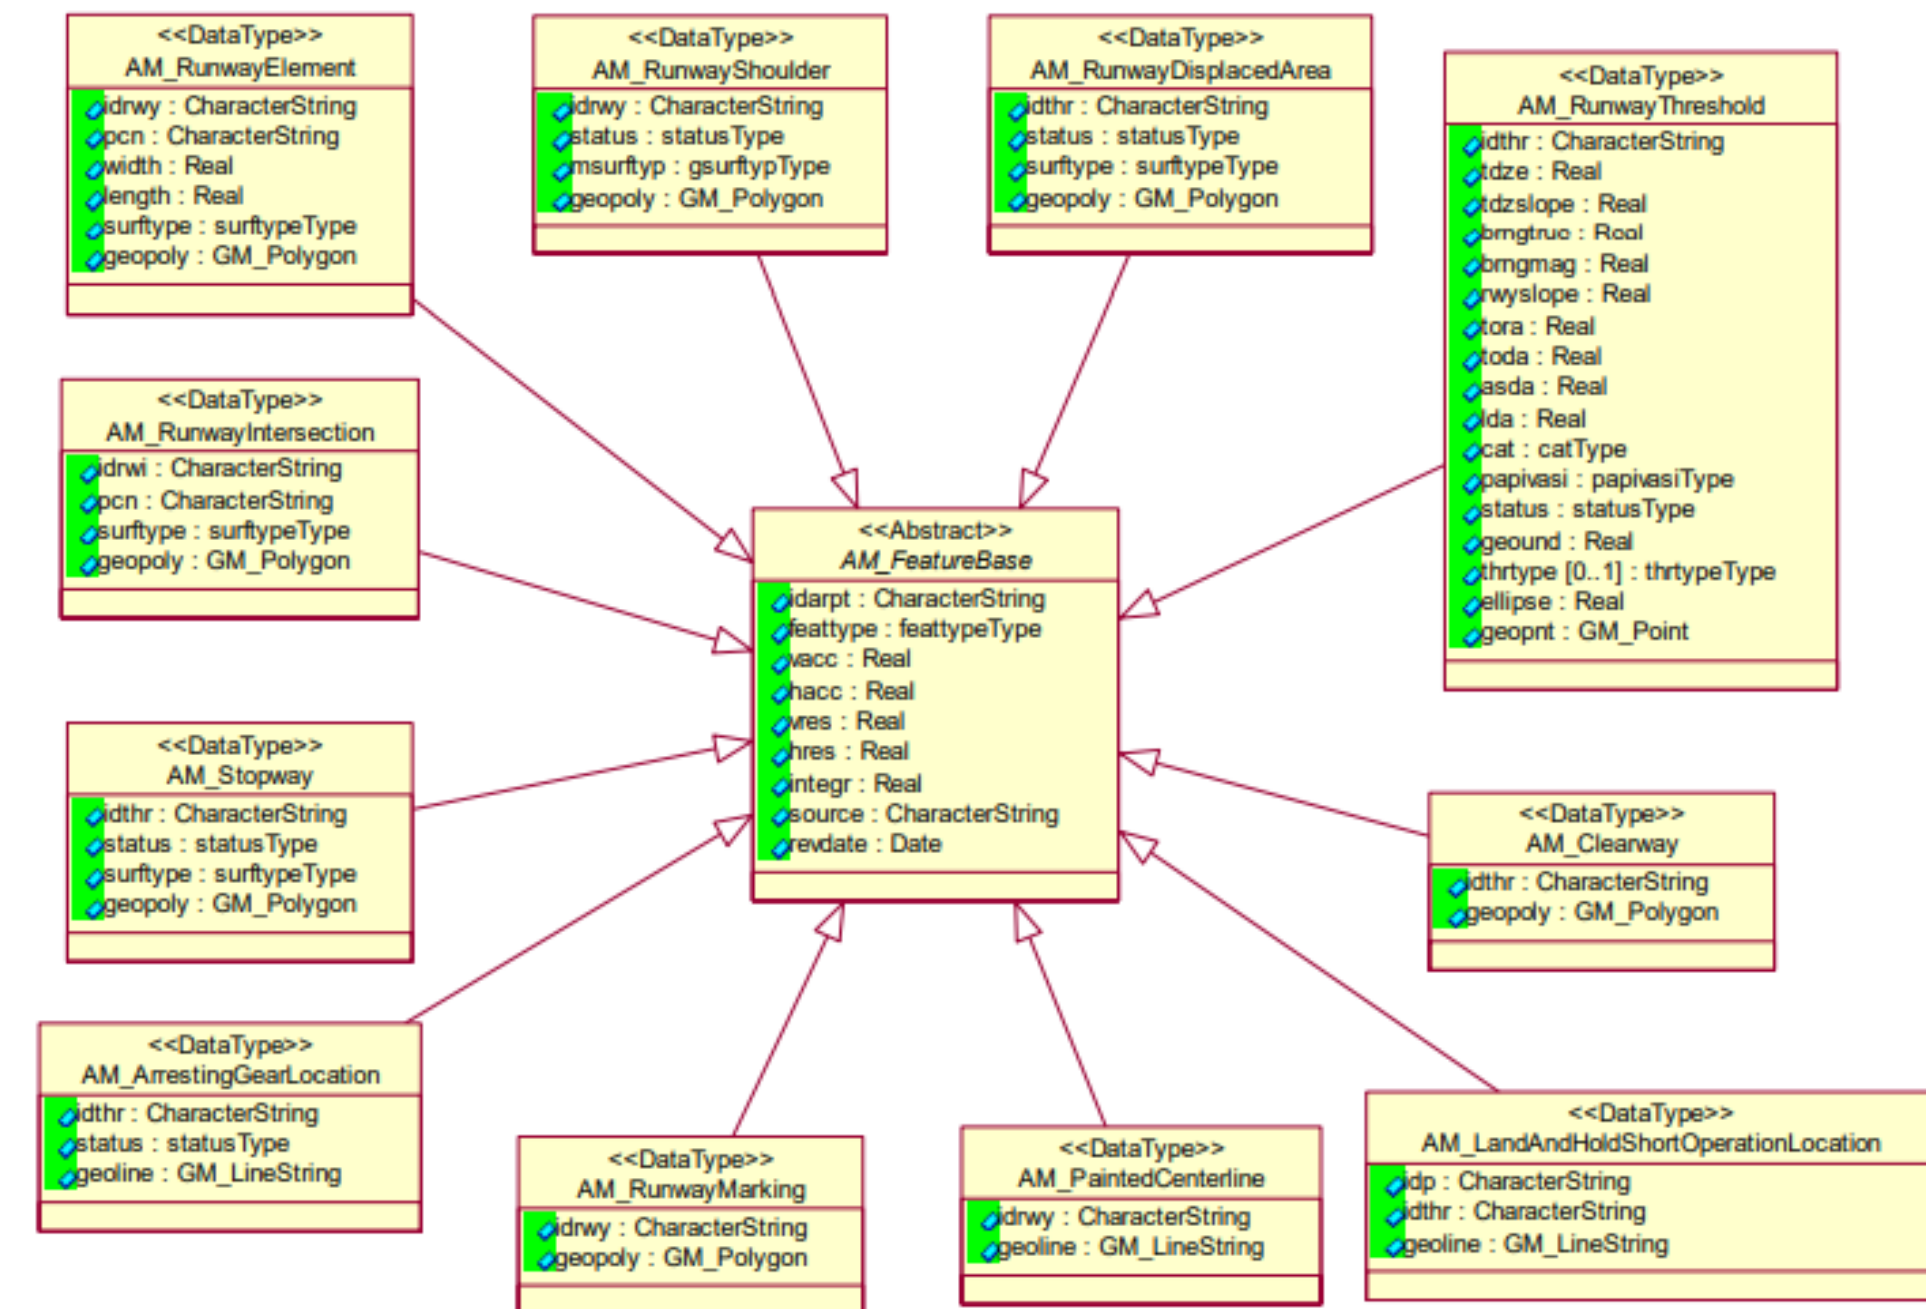 <<DataType>>
AM_RunwayElement
idrwy : CharacterString
pcn : CharacterString
width : Real
length : Real
surftype : surftypeType
geopoly : GM_Polygon
<<DataType>>
AM_RunwayShoulder
idrwy : CharacterString
status : statusType
msurftyp : gsurftypType
geopoly : GM_Polygon
<<DataType>>
AM_RunwayDisplacedArea
idthr : CharacterString
status : statusType
surftype : surftypeType
geopoly : GM_Polygon
<<DataType>>
AM_RunwayThreshold
idthr : CharacterString
tdze : Real
tdzslope : Real
brngtrue : Real
brngmag : Real
rwyslope : Real
tora : Real
toda : Real
asda : Real
lda : Real
cat : catType
papivasi : papivasiType
status : statusType
geound : Real
thrtype [0..1] : thrtypeType
ellipse : Real
geopnt : GM_Point
<<DataType>>
AM_RunwayIntersection
idrwi : CharacterString
pcn : CharacterString
surftype : surftypeType
geopoly : GM_Polygon
<<Abstract>>
AM_FeatureBase
idarpt : CharacterString
feattype : feattypeType
vacc : Real
hacc : Real
vres : Real
hres : Real
integr : Real
source : CharacterString
revdate : Date
<<DataType>>
AM_Stopway
idthr : CharacterString
status : statusType
surftype : surftypeType
geopoly : GM_Polygon
<<DataType>>
AM_Clearway
idthr : CharacterString
geopoly : GM_Polygon
<<DataType>>
AM_ArrestingGearLocation
idthr : CharacterString
status : statusType
geoline : GM_LineString
<<DataType>>
AM_RunwayMarking
idrwy : CharacterString
geopoly : GM_Polygon
<<DataType>>
AM_PaintedCenterline
idrwy : CharacterString
geoline : GM_LineString
<<DataType>>
AM_LandAndHoldShortOperationLocation
idp : CharacterString
idthr : CharacterString
geoline : GM_LineString